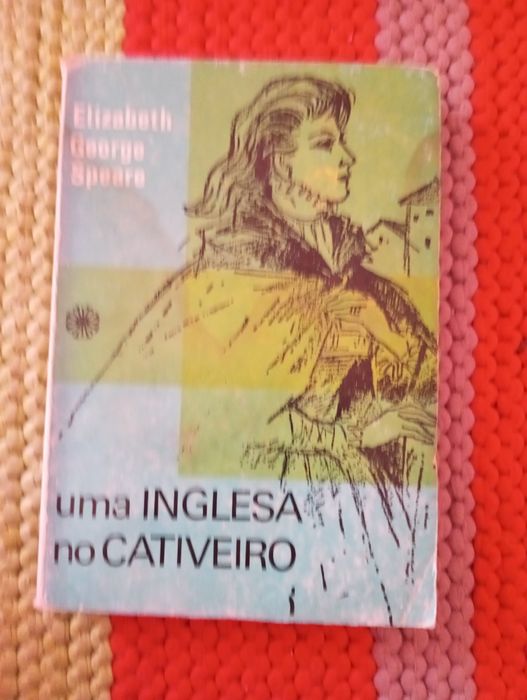 Elizabeth
George
Speare
uma INGLESA
no CATIVEIRO